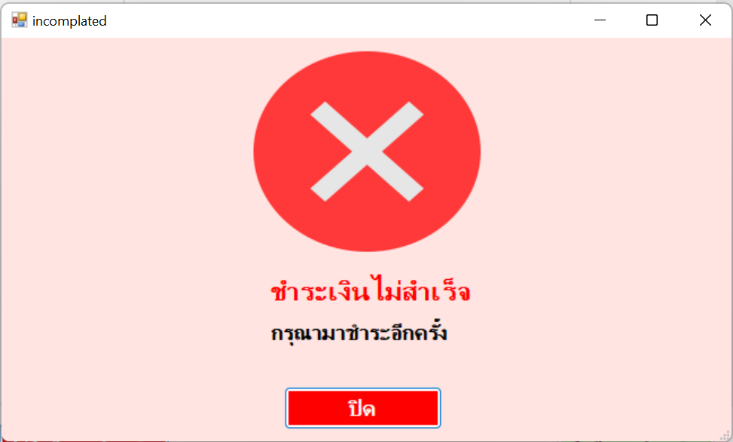 incomplated
ชำระเงินไม่สำเร็จ
กรุณามาชำระอีกครั้ง
ปิด